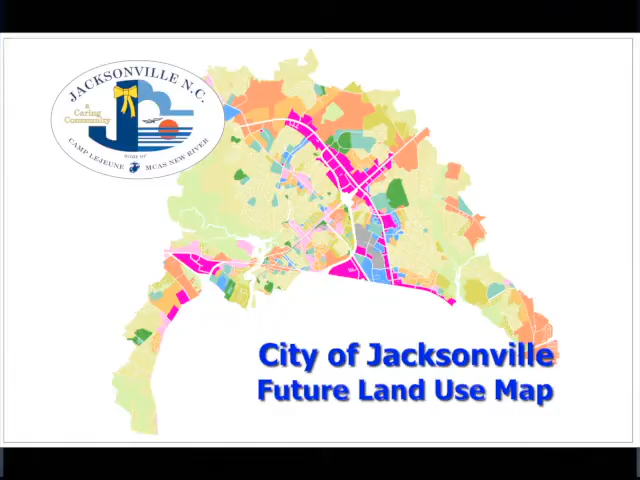 JACKSONVILLE N.C.
a
Caring
Community
HOME OF
CAMP LEJEUNE
MCAS NEW RIVER
City of Jacksonville
Future Land Use Map